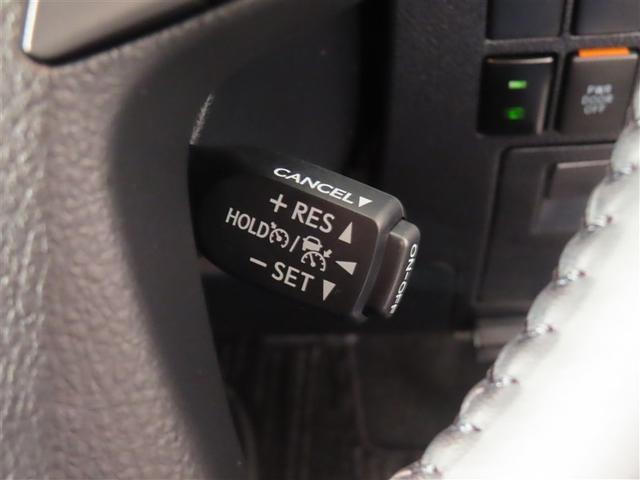 CANCEL▼
+ RES ▲
HOLD / ◄
− SET ▼
ON-OFF
PWR
DOOR
OFF